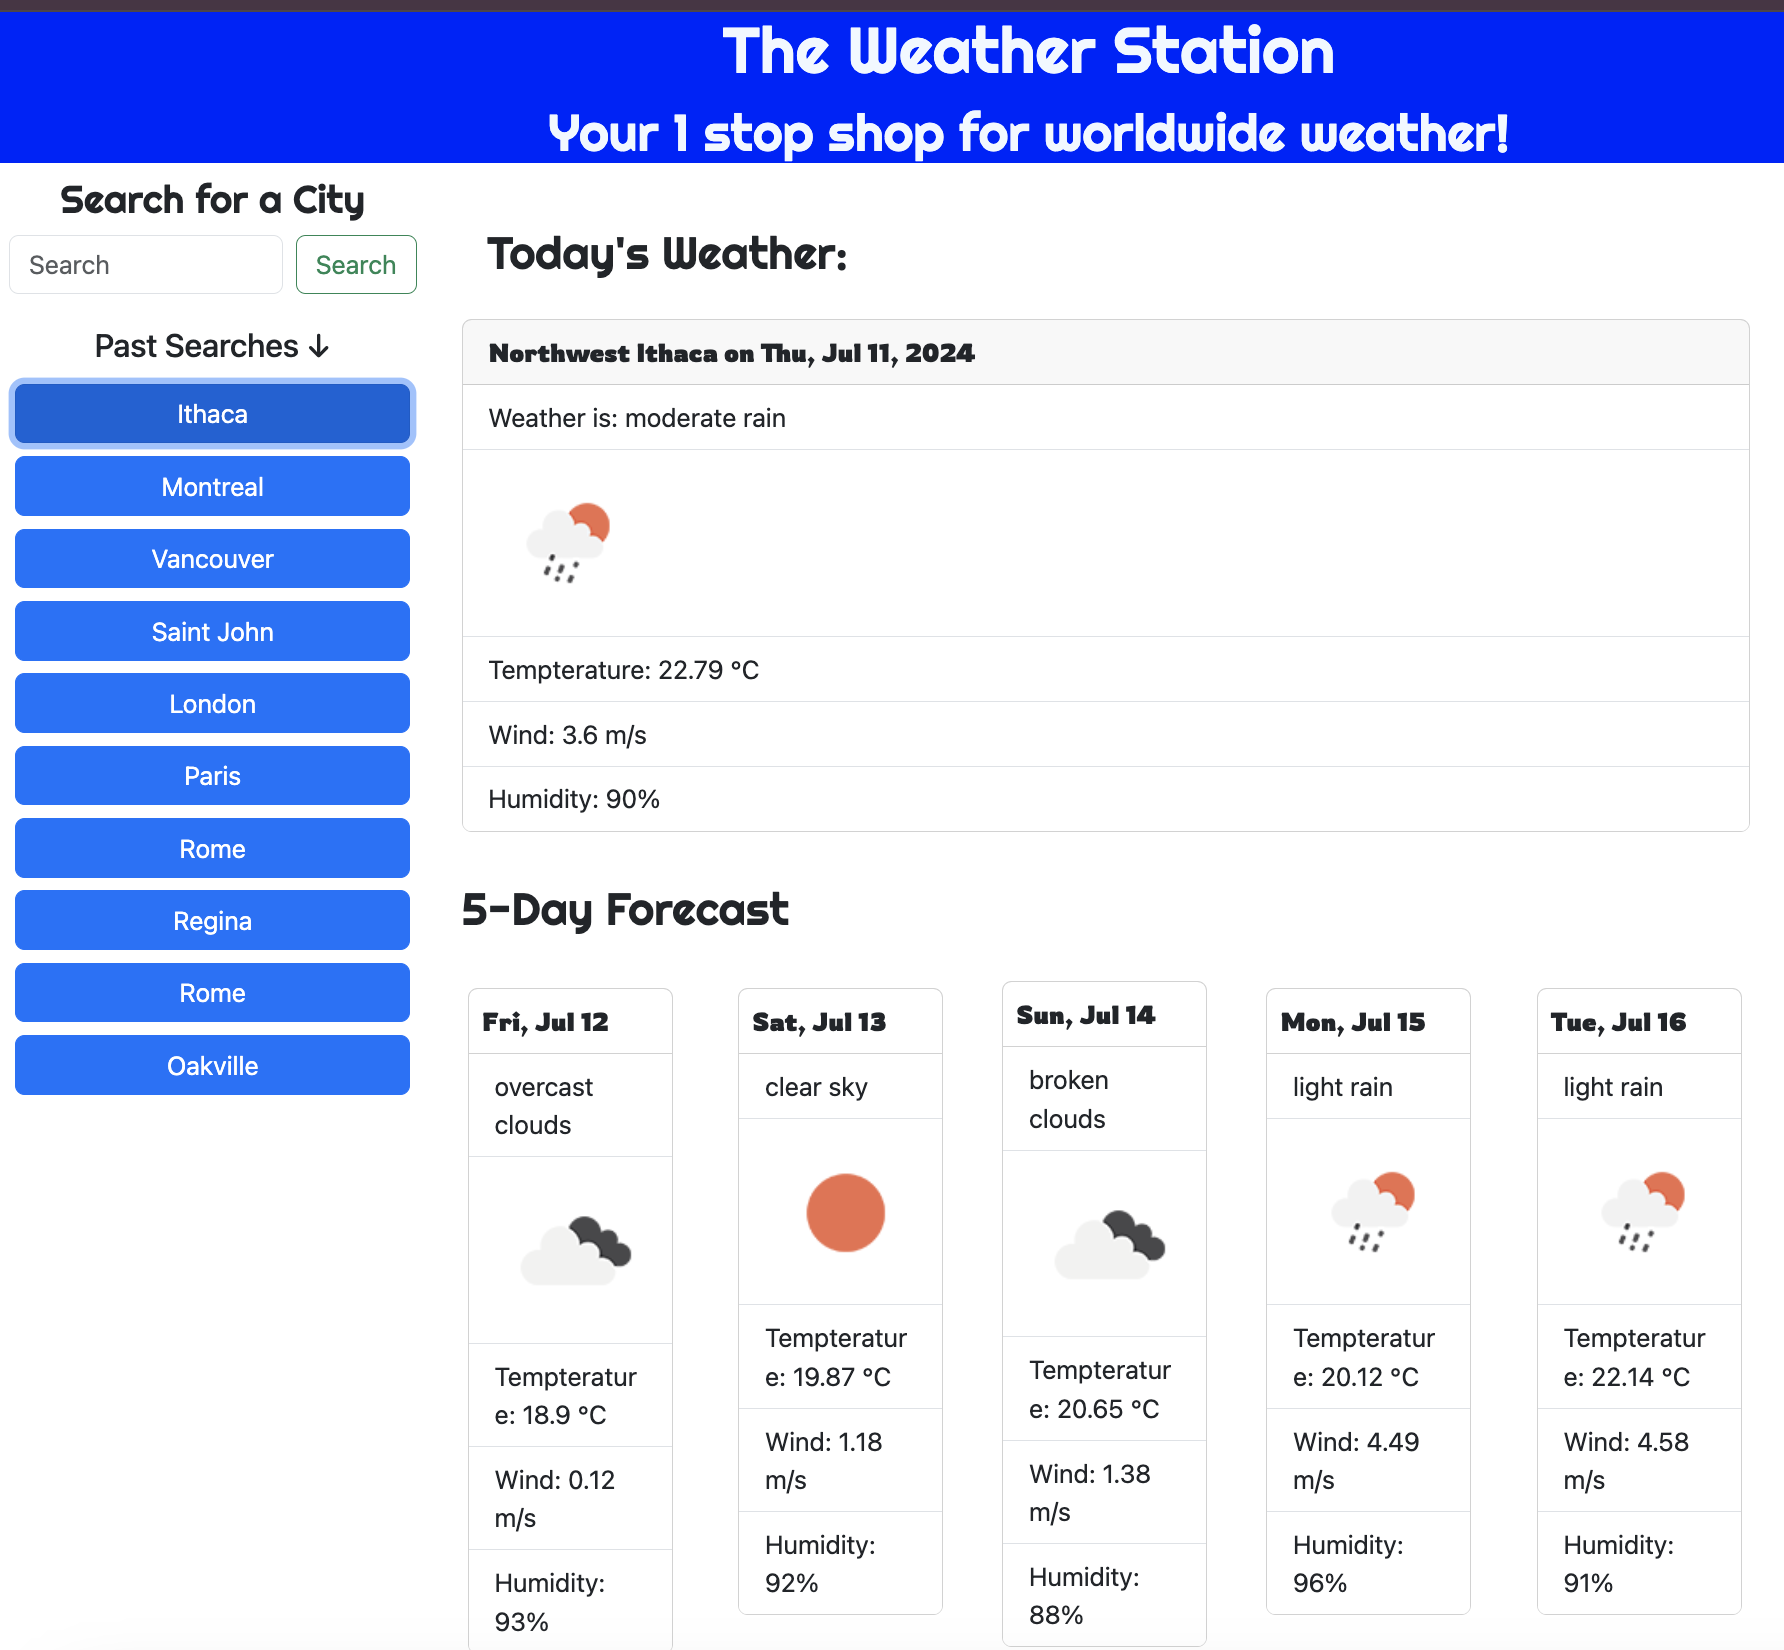 The Weather Station
Your 1 stop shop for worldwide weather!
Search for a City
Search
Search
Past Searches ↓
Ithaca
Montreal
Vancouver
Saint John
London
Paris
Rome
Regina
Rome
Oakville
Today's Weather:
Northwest Ithaca on Thu, Jul 11, 2024
Weather is: moderate rain
Tempterature: 22.79 °C
Wind: 3.6 m/s
Humidity: 90%
5-Day Forecast
Fri, Jul 12
overcast
clouds
Tempteratur
e: 18.9 °C
Wind: 0.12
m/s
Humidity:
93%
Sat, Jul 13
clear sky
Tempteratur
e: 19.87 °C
Wind: 1.18
m/s
Humidity:
92%
Sun, Jul 14
broken
clouds
Tempteratur
e: 20.65 °C
Wind: 1.38
m/s
Humidity:
88%
Mon, Jul 15
light rain
Tempteratur
e: 20.12 °C
Wind: 4.49
m/s
Humidity:
96%
Tue, Jul 16
light rain
Tempteratur
e: 22.14 °C
Wind: 4.58
m/s
Humidity:
91%